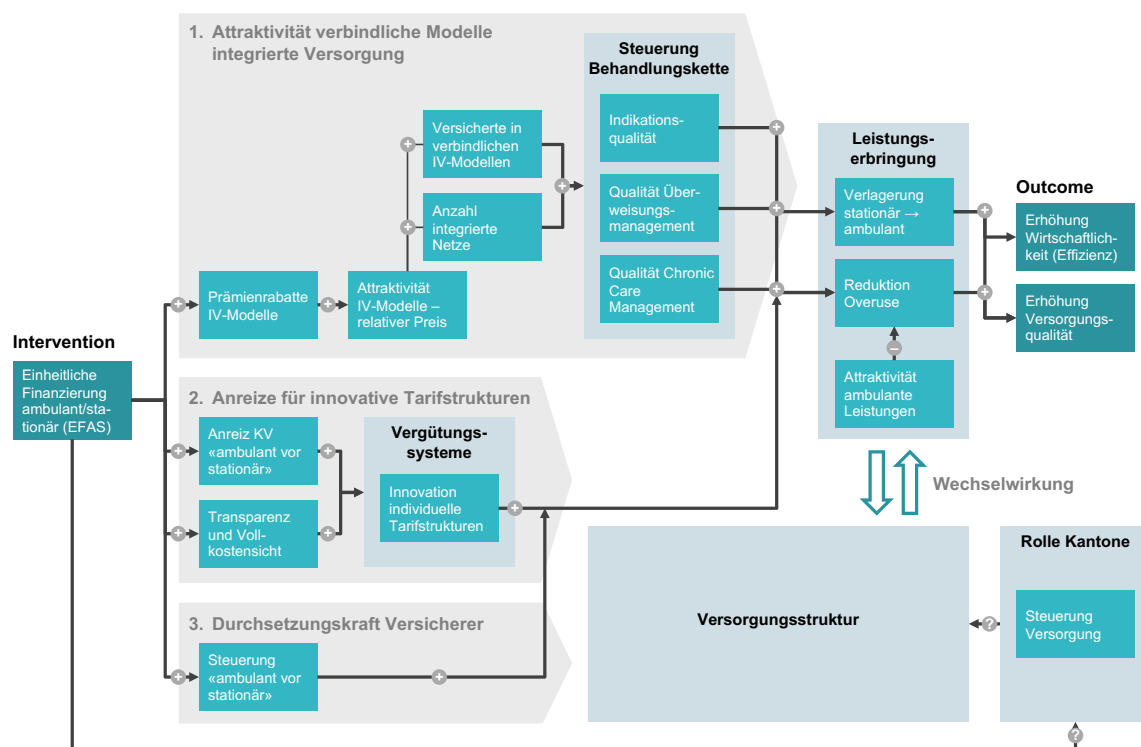 1. Attraktivität verbindliche Modelle
integrierte Versorgung
Steuerung
Behandlungskette
Versicherte in
verbindlichen
IV-Modellen
Anzahl
integrierte
Netze
Indikations-
qualität
Qualität Über-
weisungs-
management
Qualität Chronic
Care
Management
Prämienrabatte
IV-Modelle
Attraktivität
IV-Modelle –
relativer Preis
Leistungs-
erbringung
Verlagerung
stationär →
ambulant
Reduktion
Overuse
Attraktivität
ambulante
Leistungen
Outcome
Erhöhung
Wirtschaftlich-
keit (Effizienz)
Erhöhung
Versorgungs-
qualität
Intervention
Einheitliche
Finanzierung
ambulant/sta-
tionär (EFAS)
2. Anreize für innovative Tarifstrukturen
Anreiz KV
«ambulant vor
stationär»
Transparenz
und Voll-
kostensicht
Vergütungs-
systeme
Innovation
individuelle
Tarifstrukturen
Wechselwirkung
3. Durchsetzungskraft Versicherer
Steuerung
«ambulant vor
stationär»
Versorgungsstruktur
Rolle Kantone
Steuerung
Versorgung